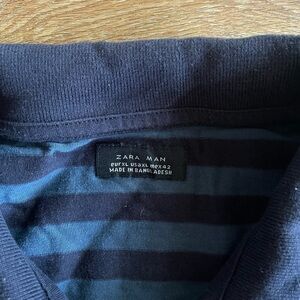 ZARA MAN
eur XL usa XL mex 42
MADE IN BANGLADESH